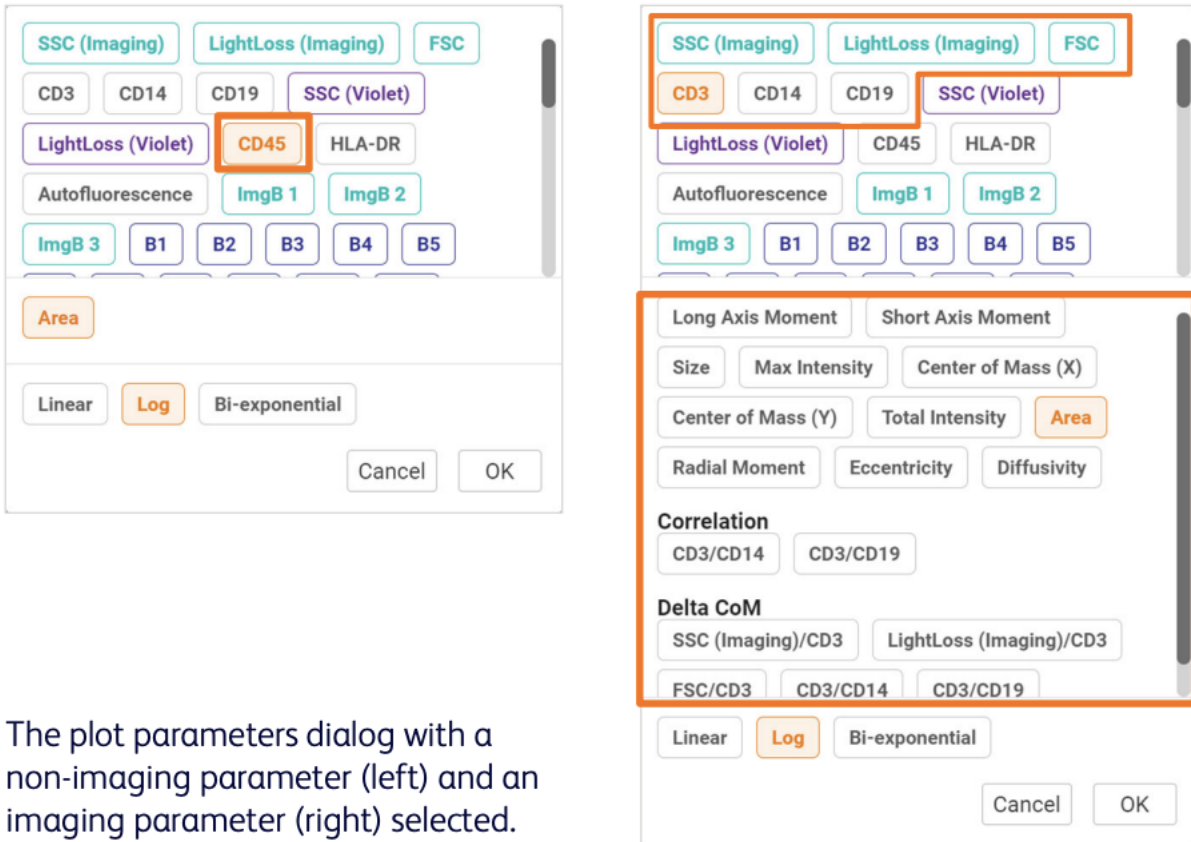 SSC (Imaging) LightLoss (Imaging) FSC
CD3 CD14 CD19 SSC (Violet)
LightLoss (Violet) CD45 HLA-DR
Autofluorescence ImgB 1 ImgB 2
ImgB 3 B1 B2 B3 B4 B5
Area
Linear Log Bi-exponential
Cancel OK
The plot parameters dialog with a
non-imaging parameter (left) and an
imaging parameter (right) selected.
SSC (Imaging) LightLoss (Imaging) FSC
CD3 CD14 CD19 SSC (Violet)
LightLoss (Violet) CD45 HLA-DR
Autofluorescence ImgB 1 ImgB 2
ImgB 3 B1 B2 B3 B4 B5
Long Axis Moment Short Axis Moment
Size Max Intensity Center of Mass (X)
Center of Mass (Y) Total Intensity Area
Radial Moment Eccentricity Diffusivity
Correlation
CD3/CD14 CD3/CD19
Delta CoM
SSC (Imaging)/CD3 LightLoss (Imaging)/CD3
FSC/CD3 CD3/CD14 CD3/CD19
Linear Log Bi-exponential
Cancel OK